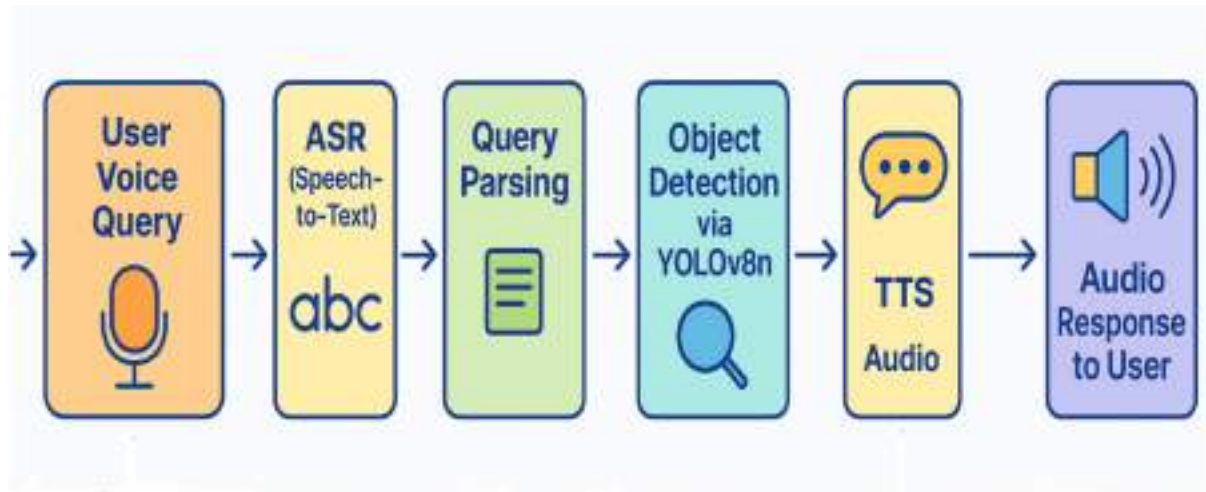 User
Voice
Query
ASR
(Speech-
to-Text)
abc
Query
Parsing
Object
Detection
via
YOLOv8n
TTS
Audio
Audio
Response
to User